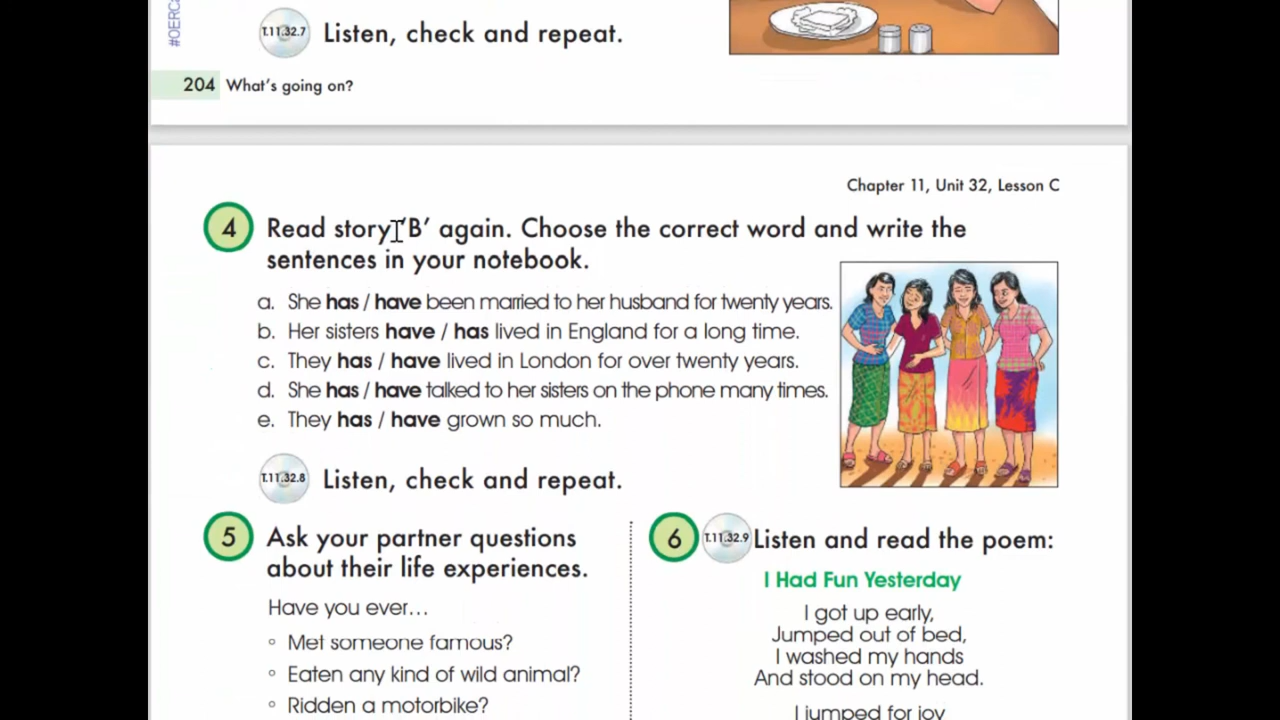 #OERC
T.11.32.7 Listen, check and repeat.
204 What's going on?
Chapter 11, Unit 32, Lesson C
4 Read story 'B' again. Choose the correct word and write the
sentences in your notebook.
a. She has / have been married to her husband for twenty years.
b. Her sisters have / has lived in England for a long time.
c. They has / have lived in London for over twenty years.
d. She has / have talked to her sisters on the phone many times.
e. They has / have grown so much.
T.11.32.8 Listen, check and repeat.
5 Ask your partner questions
about their life experiences.
Have you ever...
° Met someone famous?
° Eaten any kind of wild animal?
° Ridden a motorbike?
6 T.11.32.9 Listen and read the poem:
I Had Fun Yesterday
I got up early,
Jumped out of bed,
I washed my hands
And stood on my head.
I jumped for joy